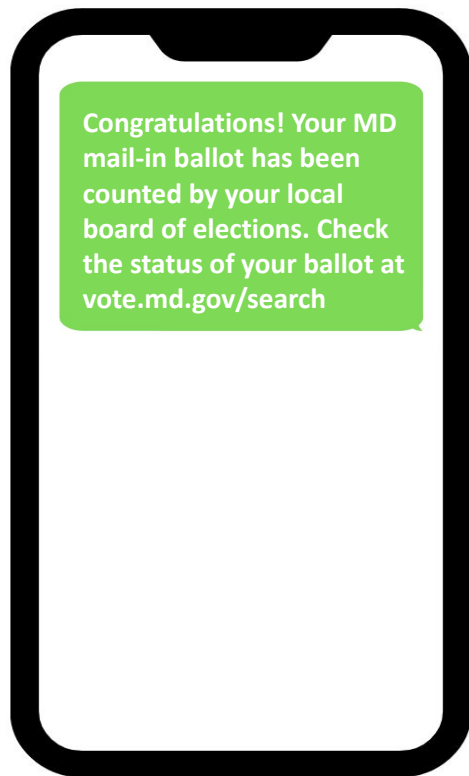 Congratulations! Your MD
mail-in ballot has been
counted by your local
board of elections. Check
the status of your ballot at
vote.md.gov/search